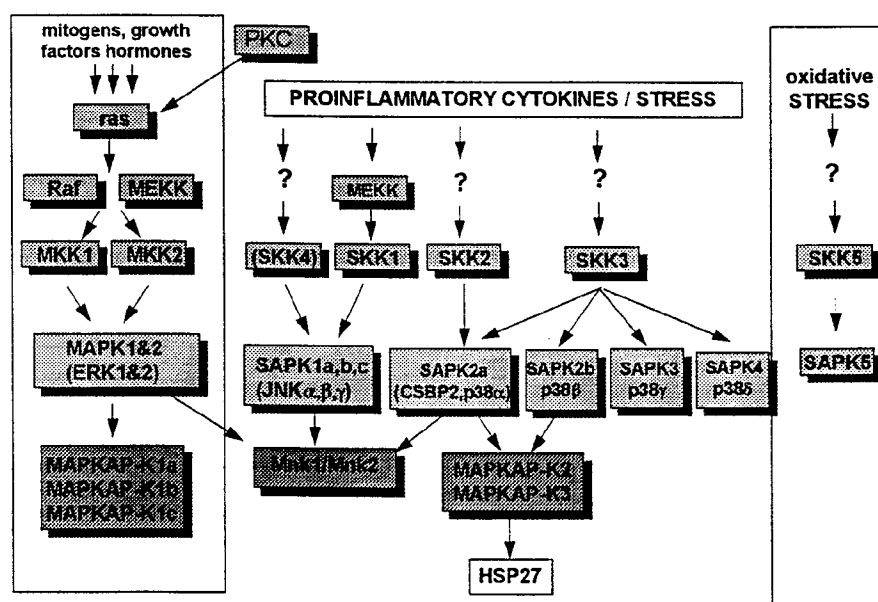 mitogens, growth
factors hormones
PKC
ras
Raf
MEKK
MKK1
MKK2
MAPK1&2
(ERK1&2)
MAPKAP-K1a
MAPKAP-K1b
MAPKAP-K1c
PROINFLAMMATORY CYTOKINES / STRESS
?
MEKK
?
?
(SKK4)
SKK1
SKK2
SKK3
SAPK1a,b,c
(JNKα,β,γ)
SAPK2a
(CSBP2,p38α)
SAPK2b
p38β
SAPK3
p38γ
SAPK4
p38δ
Mnk1/Mnk2
MAPKAP-K2
MAPKAP-K3
HSP27
oxidative
STRESS
?
SKK5
SAPK5